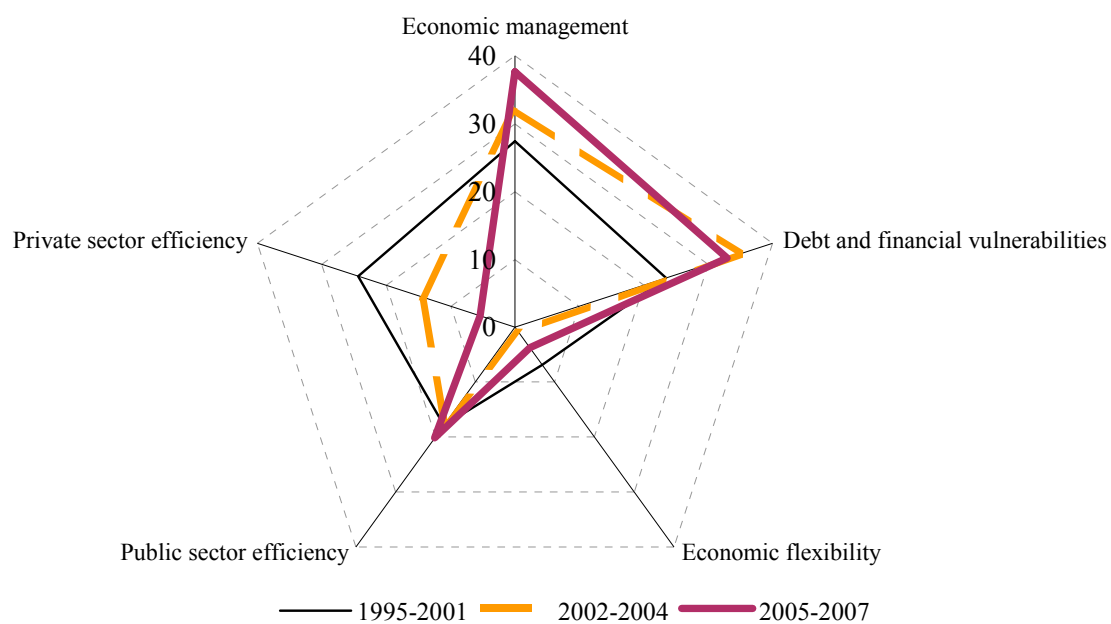 Economic management
40
30
20
10
0
Private sector efficiency
Debt and financial vulnerabilities
Public sector efficiency
Economic flexibility
1995-2001 2002-2004 2005-2007